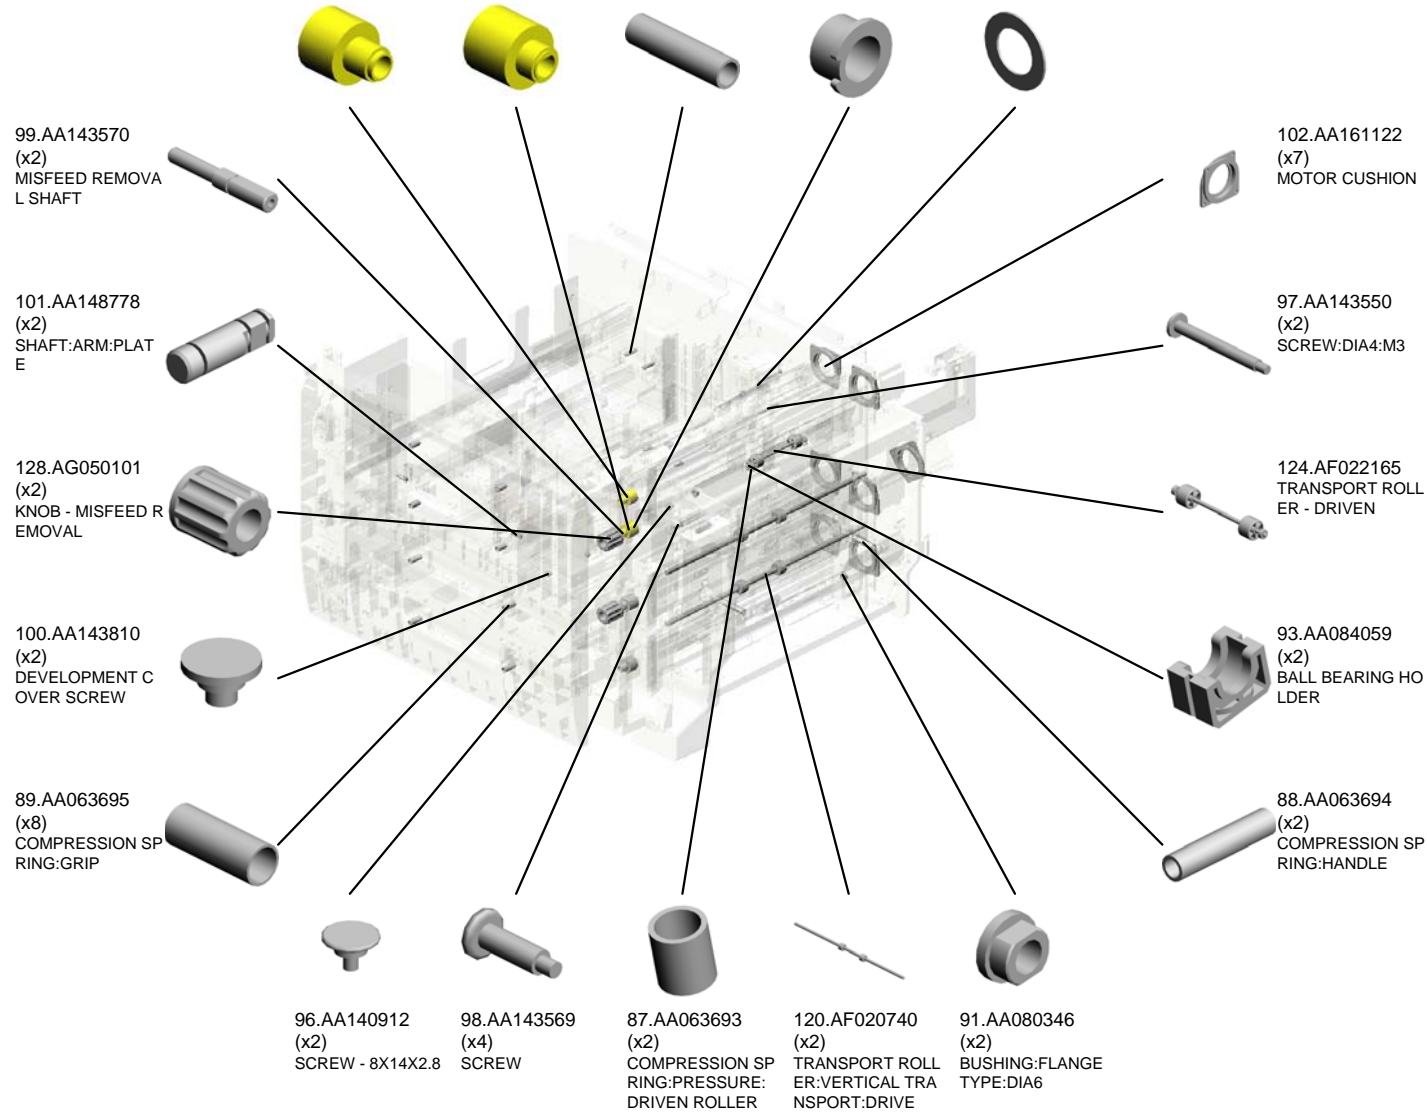 99.AA143570
(x2)
MISFEED REMOVA
L SHAFT
102.AA161122
(x7)
MOTOR CUSHION
101.AA148778
(x2)
SHAFT:ARM:PLAT
E
97.AA143550
(x2)
SCREW:DIA4:M3
128.AG050101
(x2)
KNOB - MISFEED R
EMOVAL
124.AF022165
TRANSPORT ROLL
ER - DRIVEN
100.AA143810
(x2)
DEVELOPMENT C
OVER SCREW
93.AA084059
(x2)
BALL BEARING HO
LDER
89.AA063695
(x8)
COMPRESSION SP
RING:GRIP
88.AA063694
(x2)
COMPRESSION SP
RING:HANDLE
96.AA140912
(x2)
SCREW - 8X14X2.8
98.AA143569
(x4)
SCREW
87.AA063693
(x2)
COMPRESSION SP
RING:PRESSURE:
DRIVEN ROLLER
120.AF020740
(x2)
TRANSPORT ROLL
ER:VERTICAL TRA
NSPORT:DRIVE
91.AA080346
(x2)
BUSHING:FLANGE
TYPE:DIA6